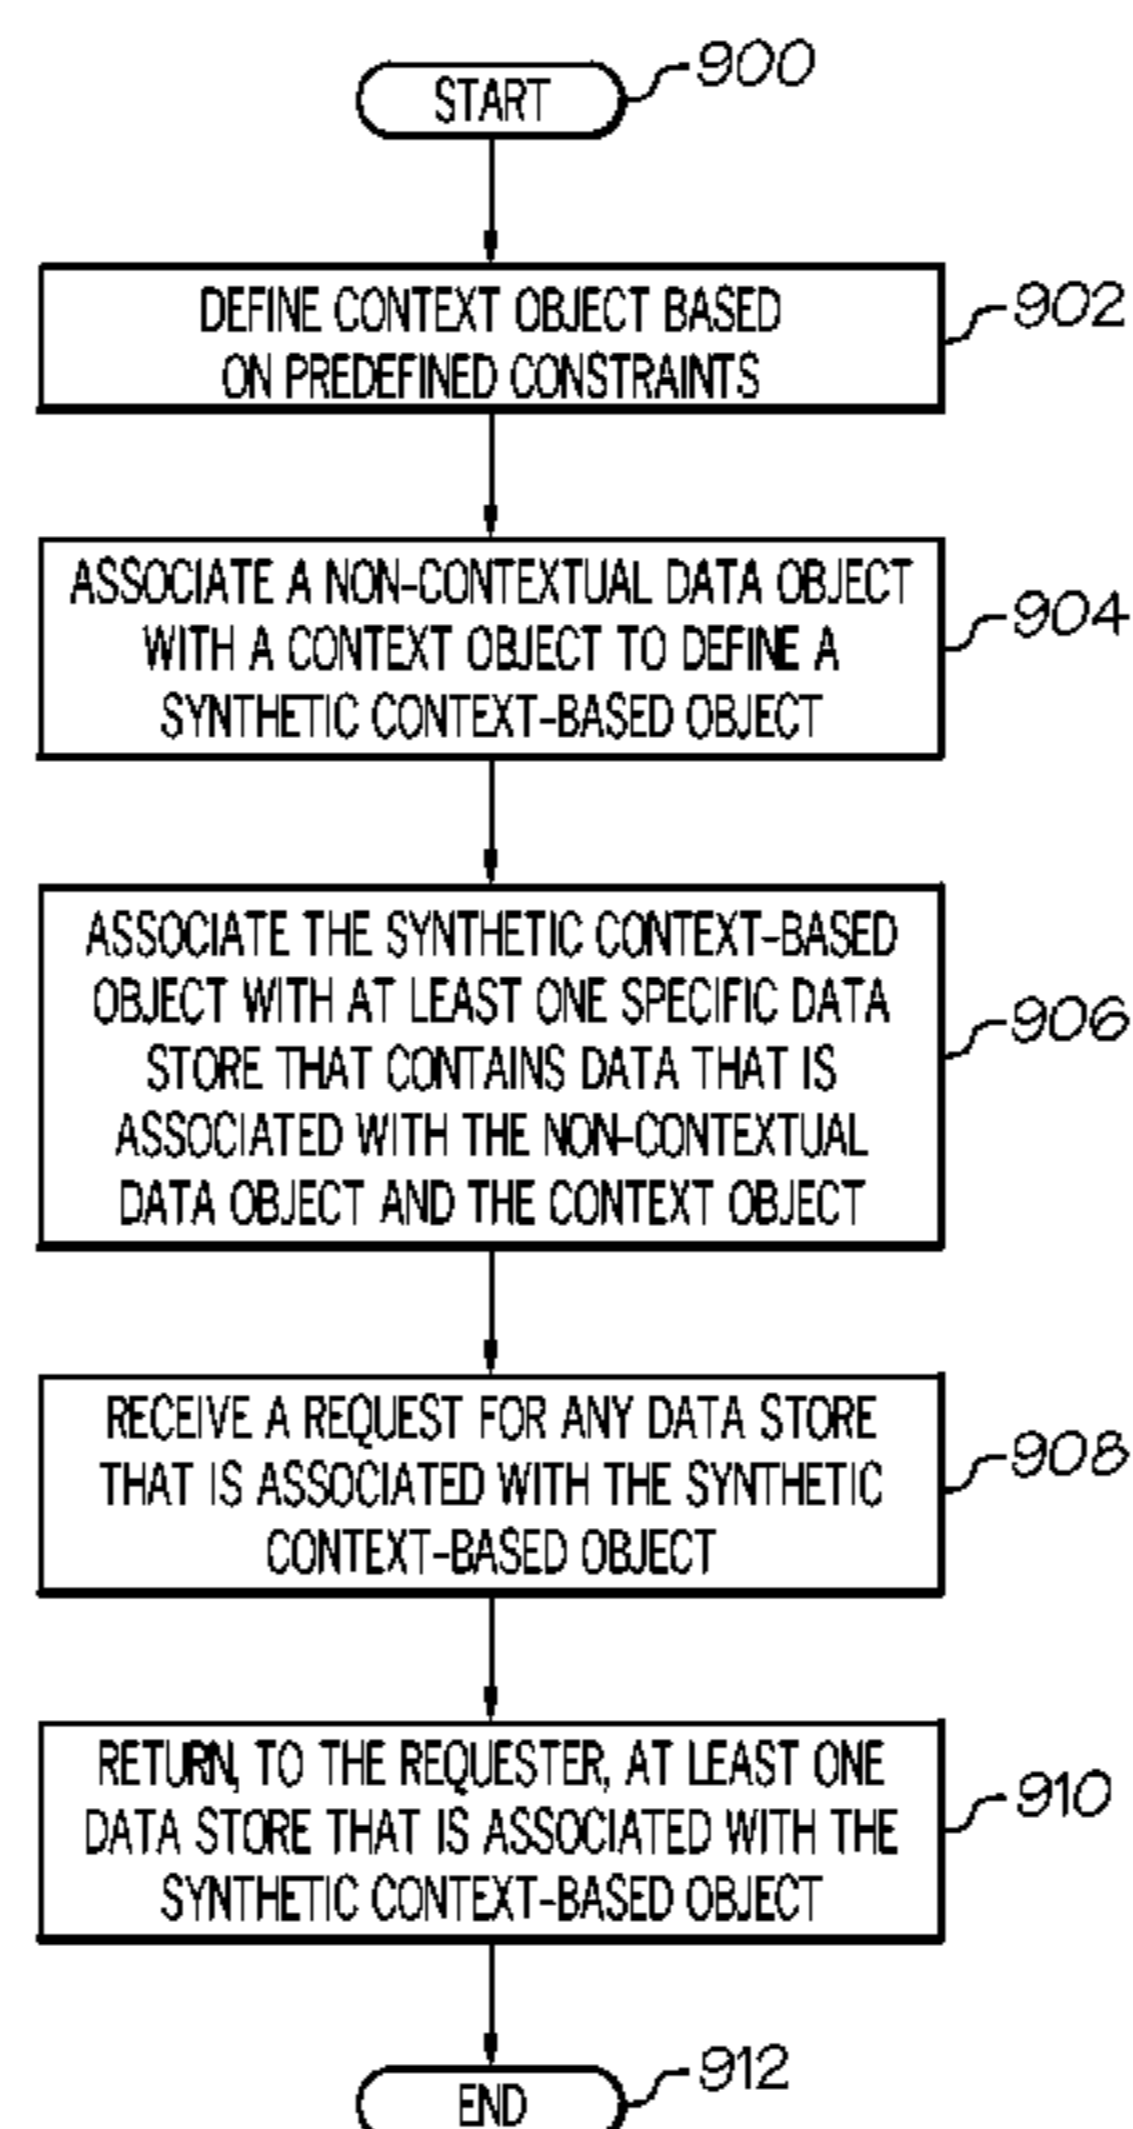 START
900
DEFINE CONTEXT OBJECT BASED
ON PREDEFINED CONSTRAINTS
902
ASSOCIATE A NON-CONTEXTUAL DATA OBJECT
WITH A CONTEXT OBJECT TO DEFINE A
SYNTHETIC CONTEXT-BASED OBJECT
904
ASSOCIATE THE SYNTHETIC CONTEXT-BASED
OBJECT WITH AT LEAST ONE SPECIFIC DATA
STORE THAT CONTAINS DATA THAT IS
ASSOCIATED WITH THE NON-CONTEXTUAL
DATA OBJECT AND THE CONTEXT OBJECT
906
RECEIVE A REQUEST FOR ANY DATA STORE
THAT IS ASSOCIATED WITH THE SYNTHETIC
CONTEXT-BASED OBJECT
908
RETURN, TO THE REQUESTER, AT LEAST ONE
DATA STORE THAT IS ASSOCIATED WITH THE
SYNTHETIC CONTEXT-BASED OBJECT
910
END
912